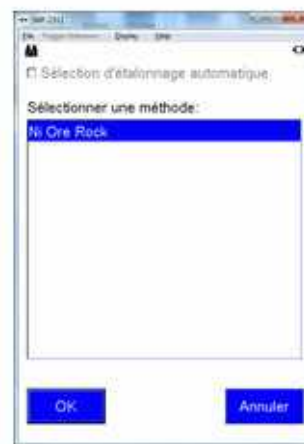 Sélection d'étalonnage automatique
Sélectionner une méthode:
Ni Ore Rock
OK
Annuler